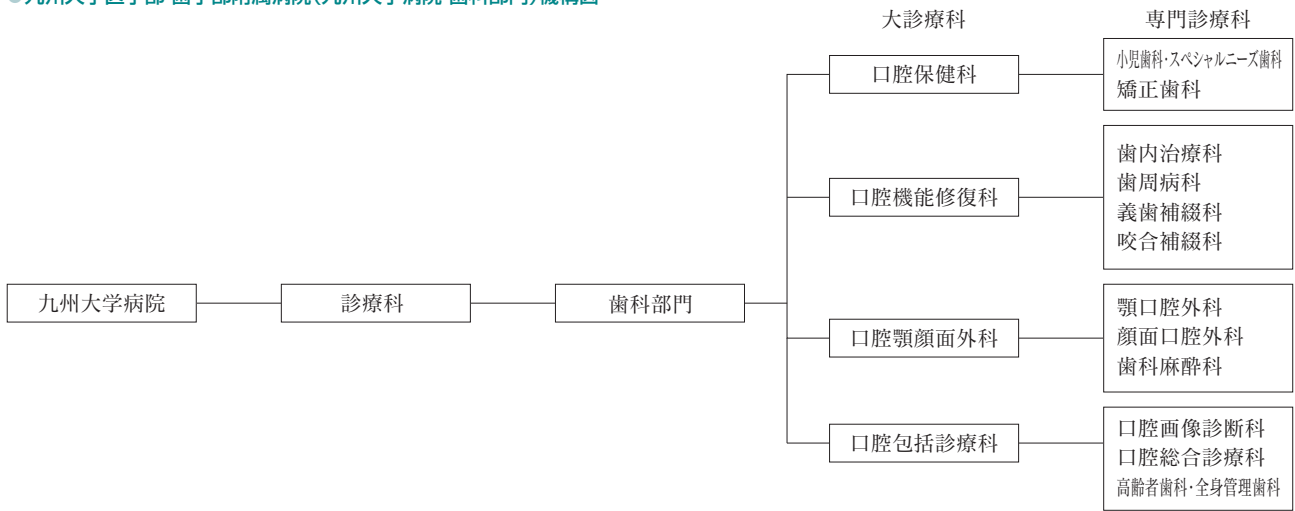 大診療科
専門診療科
九州大学病院
診療科
歯科部門
口腔保健科
小児歯科・スペシャルニーズ歯科
矯正歯科
口腔機能修復科
歯内治療科
歯周病科
義歯補綴科
咬合補綴科
口腔顎顔面外科
顎口腔外科
顔面口腔外科
歯科麻酔科
口腔包括診療科
口腔画像診断科
口腔総合診療科
高齢者歯科・全身管理歯科